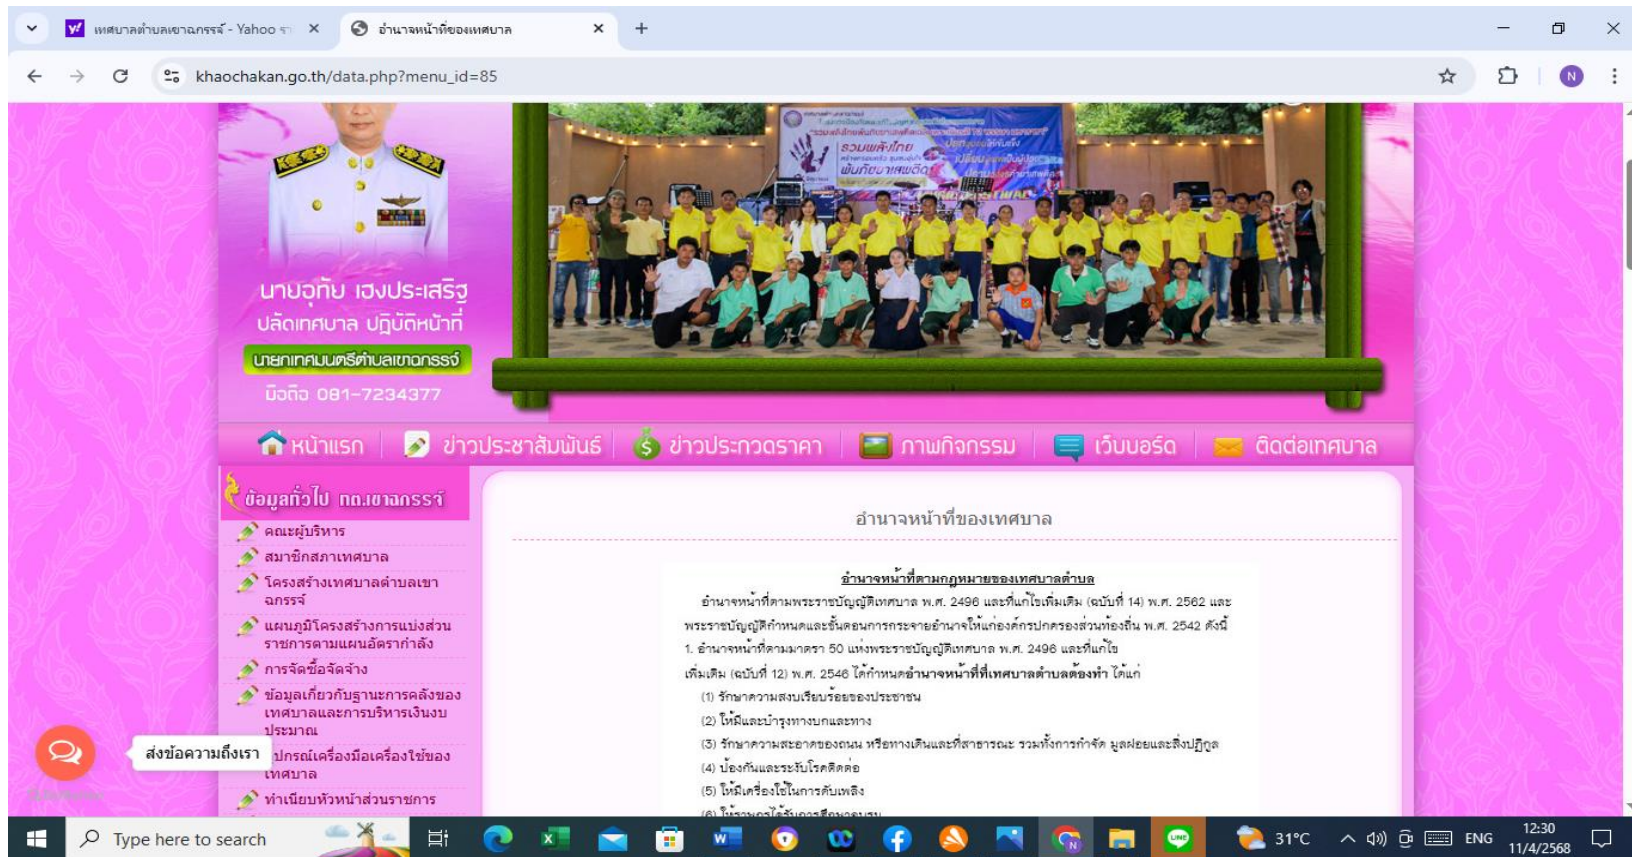 เทศบาลตำบลเขาฉกรรจ์ - Yahoo
อำนาจหน้าที่ของเทศบาล
khaochakan.go.th/data.php?menu_id=85
N
รวมพลังไทย
พ้นภัยยาเสพติด
นายอุทัย เฮงประเสริฐ
ปลัดเทศบาล ปฏิบัติหน้าที่
นายกเทศมนตรีตำบลเขาฉกรรจ์
มือถือ 081-7234377
หน้าแรก ข่าวประชาสัมพันธ์ ข่าวประกวดราคา ภาพกิจกรรม เว็บบอร์ด ติดต่อเทศบาล
ข้อมูลทั่วไป ทต.เขาฉกรรจ์
คณะผู้บริหาร
สมาชิกสภาเทศบาล
โครงสร้างเทศบาลตำบลเขา
ฉกรรจ์
แผนภูมิโครงสร้างการแบ่งส่วน
ราชการตามแผนอัตรากำลัง
การจัดซื้อจัดจ้าง
ข้อมูลเกี่ยวกับฐานะการคลังของ
เทศบาลและการบริหารเงินงบ
ประมาณ
ปกรณ์เครื่องมือเครื่องใช้ของ
เทศบาล
ทำเนียบหัวหน้าส่วนราชการ
ส่งข้อความถึงเรา
อำนาจหน้าที่ของเทศบาล
อำนาจหน้าที่ตามกฎหมายของเทศบาลตำบล
อำนาจหน้าที่ตามพระราชบัญญัติเทศบาล พ.ศ. 2496 และที่แก้ไขเพิ่มเติม (ฉบับที่ 14) พ.ศ. 2562 และ
พระราชบัญญัติกำหนดและขั้นตอนการกระจายอำนาจให้แก่องค์กรปกครองส่วนท้องถิ่น พ.ศ. 2542 ดังนี้
1. อำนาจหน้าที่ตามมาตรา 50 แห่งพระราชบัญญัติเทศบาล พ.ศ. 2496 และที่แก้ไข
เพิ่มเติม (ฉบับที่ 12) พ.ศ. 2546 ได้กำหนดอำนาจหน้าที่ที่เทศบาลตำบลต้องทำ ได้แก่
(1) รักษาความสงบเรียบร้อยของประชาชน
(2) ให้มีและบำรุงทางบกและทาง
(3) รักษาความสะอาดของถนน หรือทางเดินและที่สาธารณะ รวมทั้งการกำจัด มูลฝอยและสิ่งปฏิกูล
(4) ป้องกันและระงับโรคติดต่อ
(5) ให้มีเครื่องใช้ในการดับเพลิง
(6) ให้ราษฎรได้รับการศึกษาอบรม
Type here to search
31°C ENG 12:30
11/4/2568